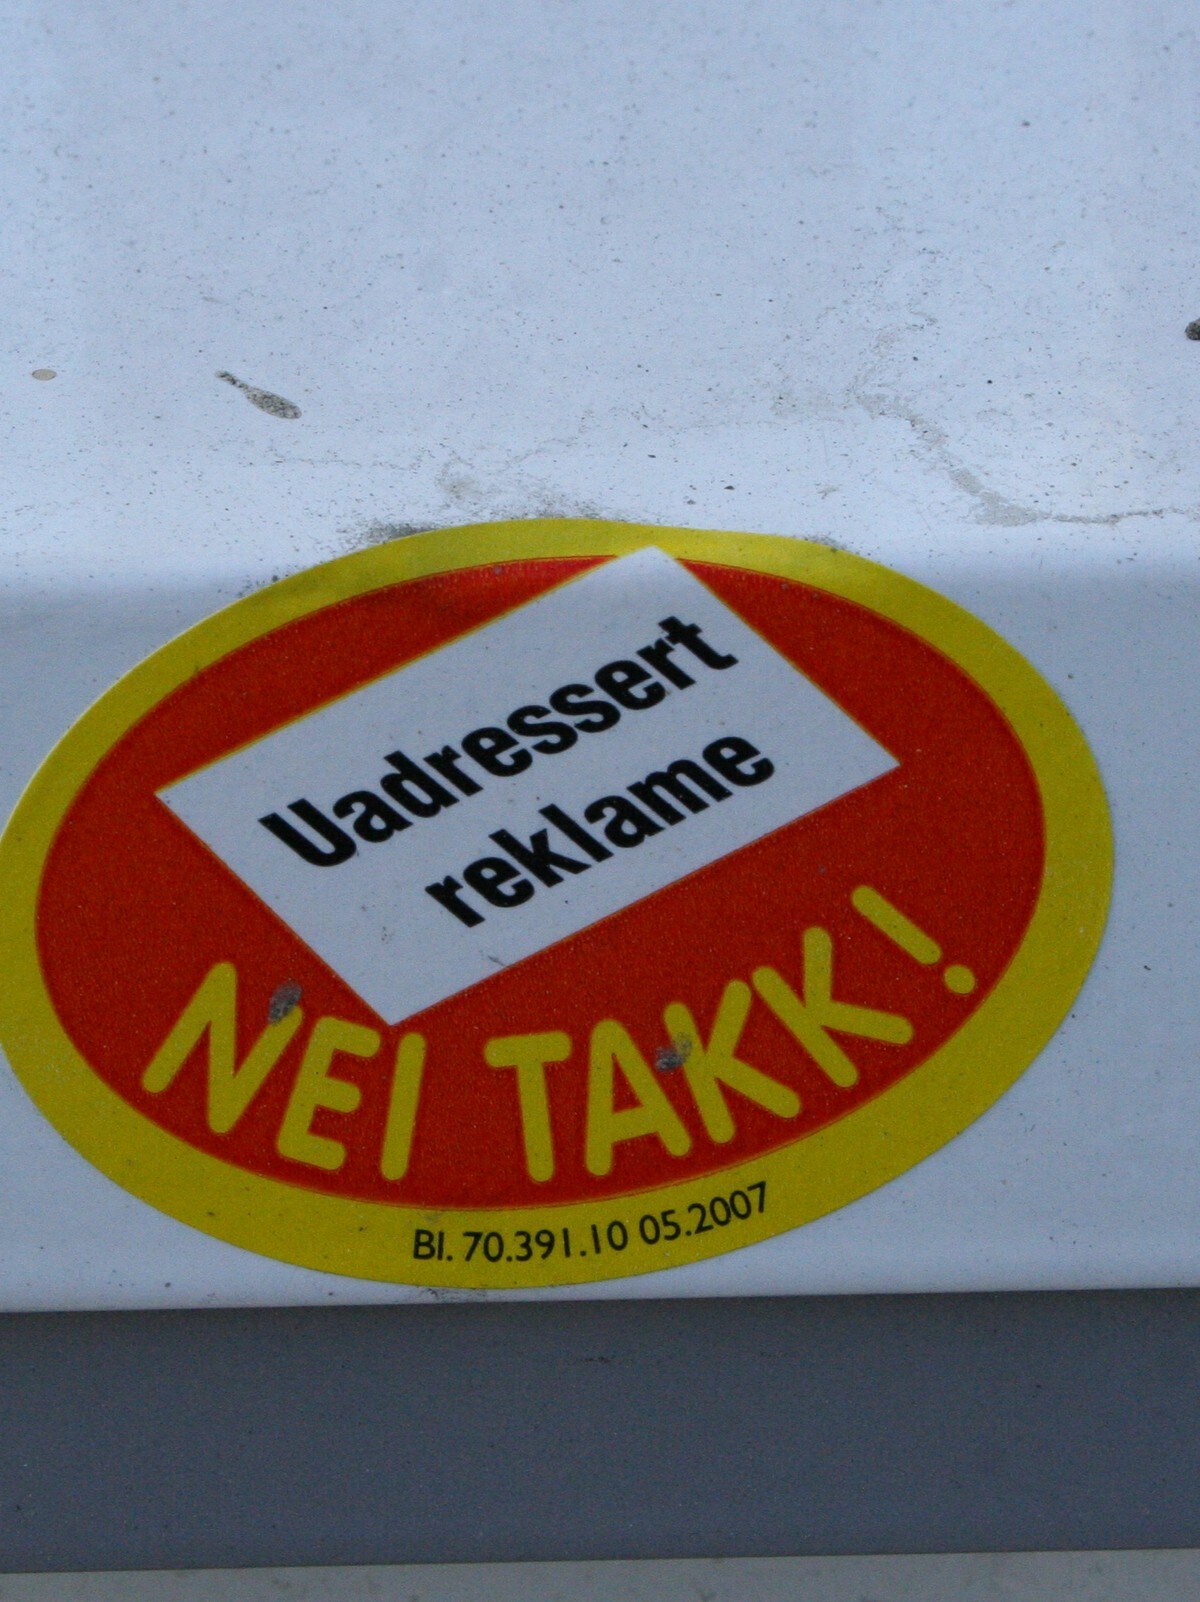 Uadressert
reklame
NEI TAKK!
Bl. 70.391.10 05.2007